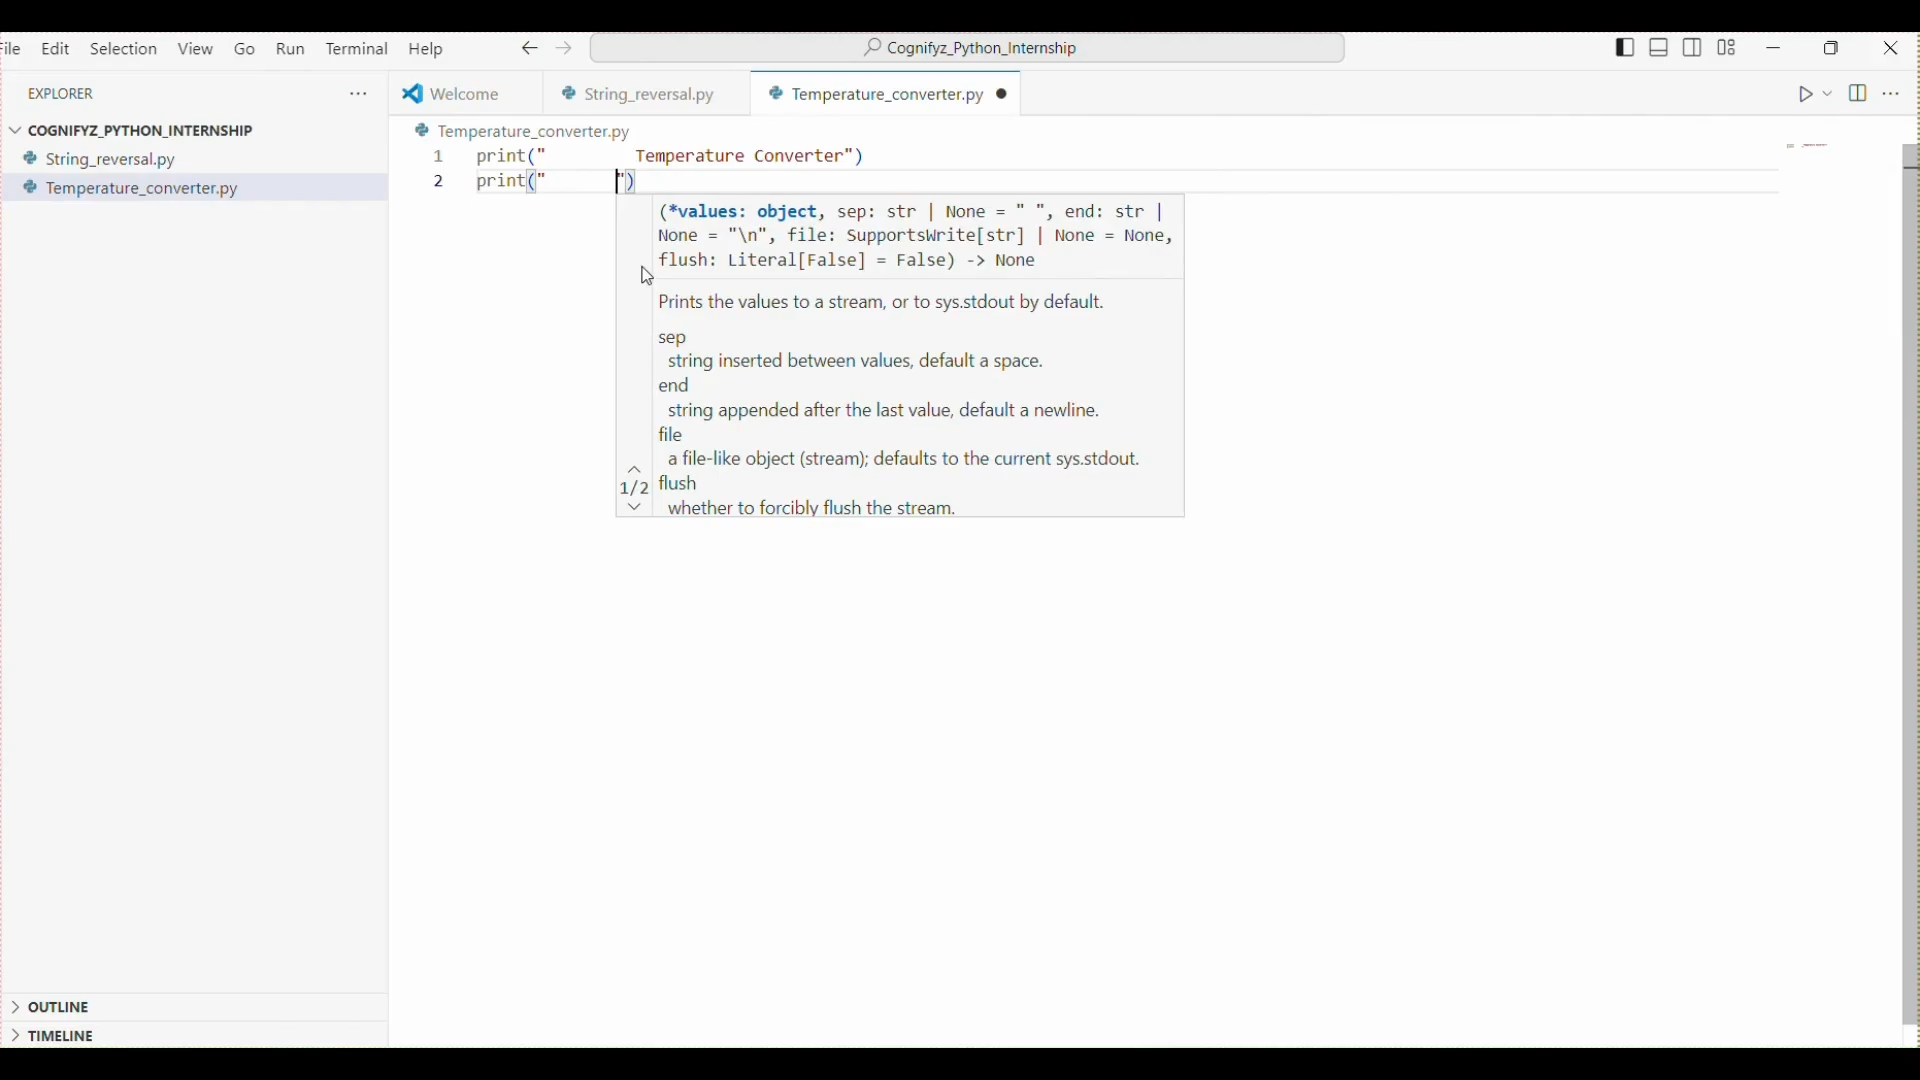 ile Edit Selection View Go Run Terminal Help
Cognifyz_Python_Internship
EXPLORER
Welcome
String_reversal.py
Temperature_converter.py
COGNIFYZ_PYTHON_INTERNSHIP
String_reversal.py
Temperature_converter.py
Temperature_converter.py
1 print("         Temperature Converter")
2 print("       ")
(*values: object, sep: str | None = " ", end: str |
None = "\n", file: SupportsWrite[str] | None = None,
flush: Literal[False] = False) -> None
Prints the values to a stream, or to sys.stdout by default.
sep
string inserted between values, default a space.
end
string appended after the last value, default a newline.
file
a file-like object (stream); defaults to the current sys.stdout.
1/2
flush
whether to forcibly flush the stream.
OUTLINE
TIMELINE